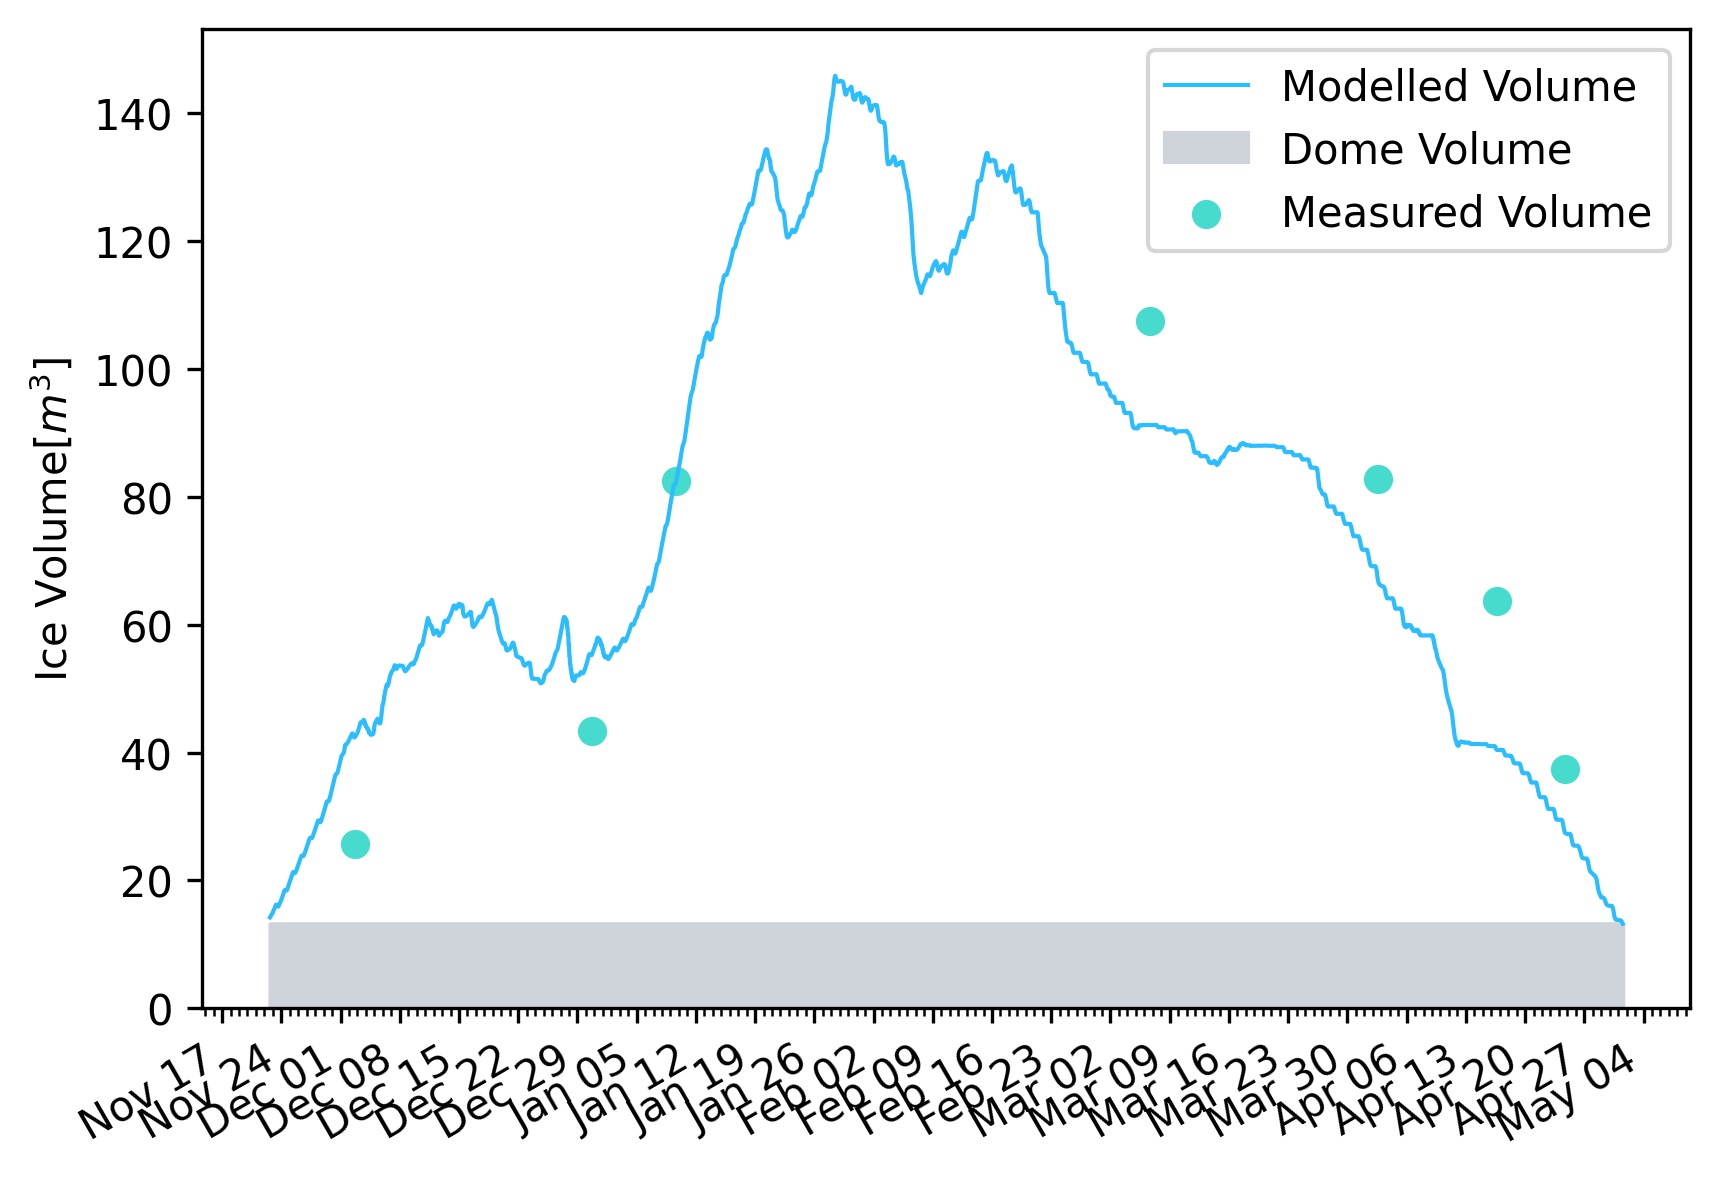 Modelled Volume
Dome Volume
Measured Volume
Ice Volume[m³]
140
120
100
80
60
40
20
0
Nov 17
Nov 24
Dec 01
Dec 08
Dec 15
Dec 22
Dec 29
Jan 05
Jan 12
Jan 19
Jan 26
Feb 02
Feb 09
Feb 16
Feb 23
Mar 02
Mar 09
Mar 16
Mar 23
Mar 30
Apr 06
Apr 13
Apr 20
Apr 27
May 04